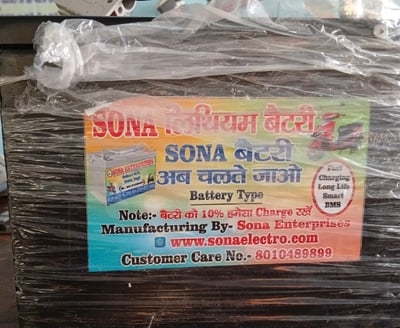 SONA लिथियम बैटरी
SONA बैटरी
अब चलते जाओ
Battery Type
Fast
Charging
Long Life
Smart
BMS
Note:- बैटरी को 10% हमेशा Charge रखें
Manufacturing By- Sona Enterprises
www.sonaelectro.com
Customer Care No.- 8010489899